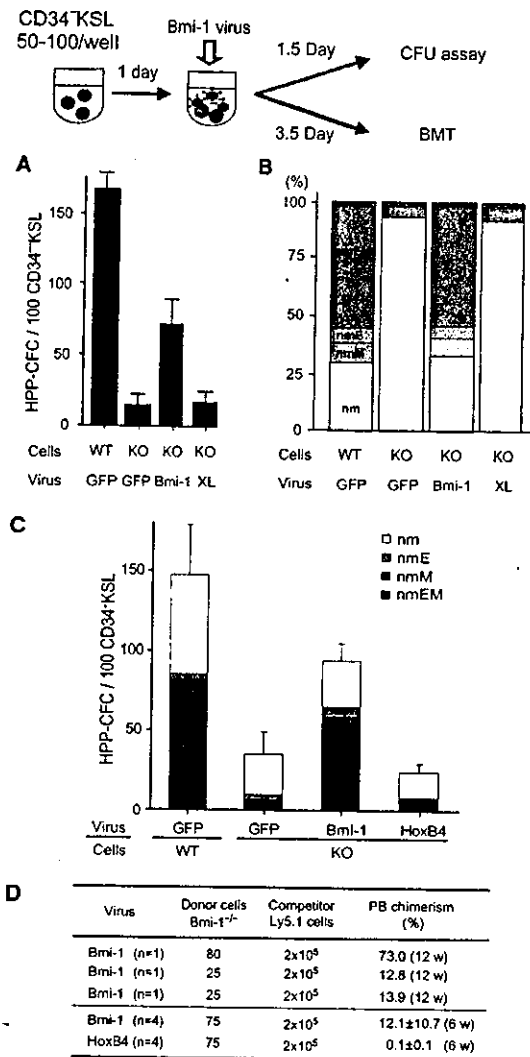 CD34⁻KSL
50-100/well
Bmi-1 virus
1 day
1.5 Day
CFU assay
3.5 Day
BMT
A
HPP-CFC / 100 CD34⁻KSL
150
100
50
0
Cells WT KO KO KO
Virus GFP GFP Bmi-1 XL
B
(%)
100
75
50
25
0
nmE
nmM
nm
Cells WT KO KO KO
Virus GFP GFP Bmi-1 XL
C
HPP-CFC / 100 CD34⁻KSL
150
100
50
0
nm
nmE
nmM
nmEM
Virus GFP GFP Bmi-1 HoxB4
Cells WT KO
D
Virus Donor cells Bmi-1⁻/⁻ Competitor Ly5.1 cells PB chimerism (%)
Bmi-1 (n=1) 80 2x10⁵ 73.0 (12 w)
Bmi-1 (n=1) 25 2x10⁵ 12.8 (12 w)
Bmi-1 (n=1) 25 2x10⁵ 13.9 (12 w)
Bmi-1 (n=4) 75 2x10⁵ 12.1±10.7 (6 w)
HoxB4 (n=4) 75 2x10⁵ 0.1±0.1 (6 w)